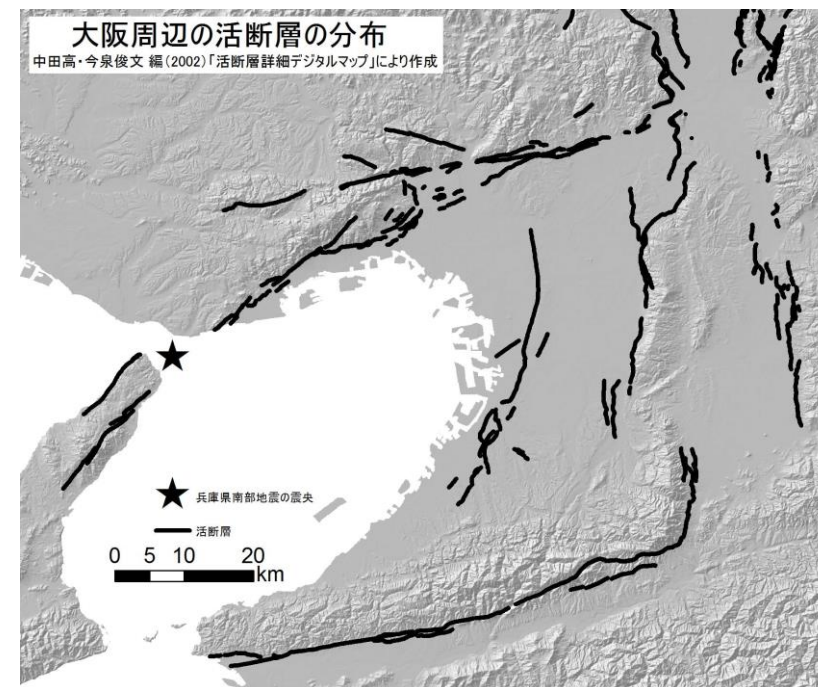 大阪周辺の活断層の分布
中田高・今泉俊文 編(2002)「活断層詳細デジタルマップ」により作成
兵庫県南部地震の震央
活断層
0 5 10 20
km